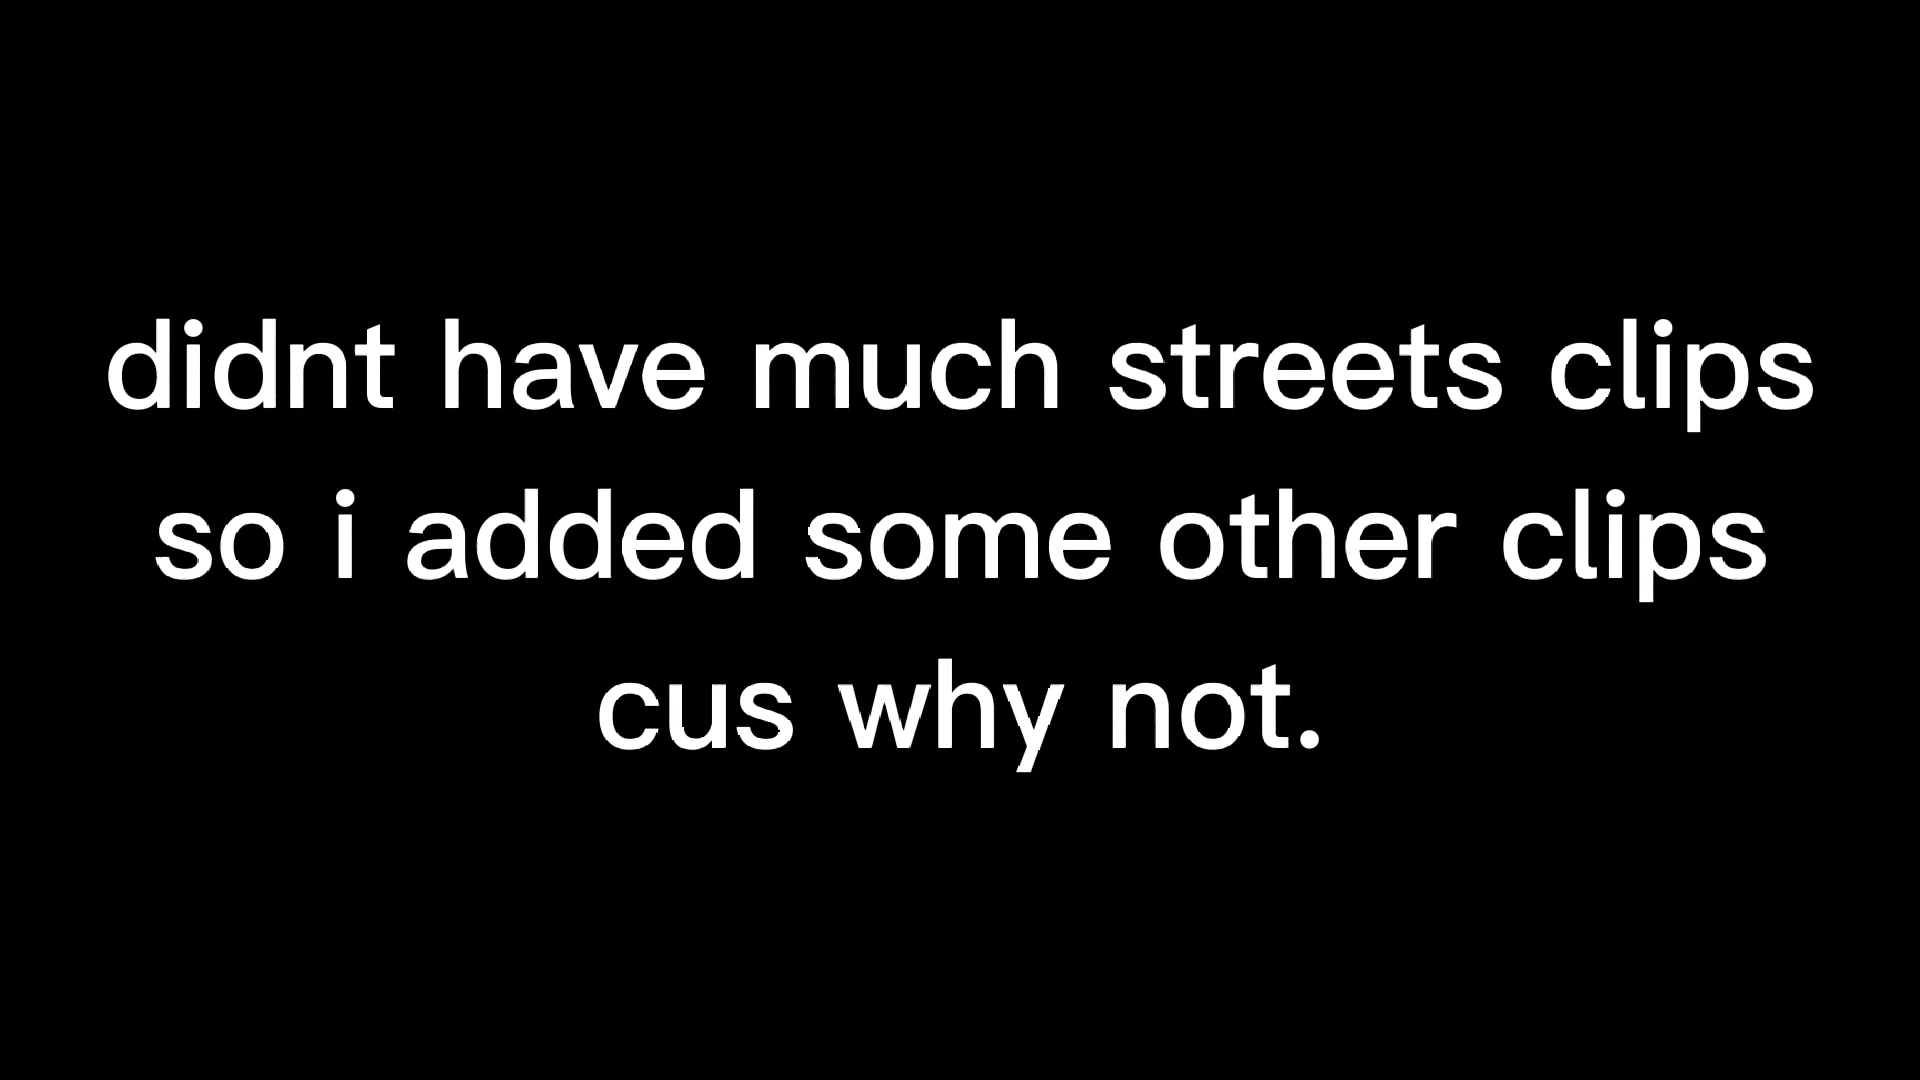 didnt have much streets clips
so i added some other clips
cus why not.